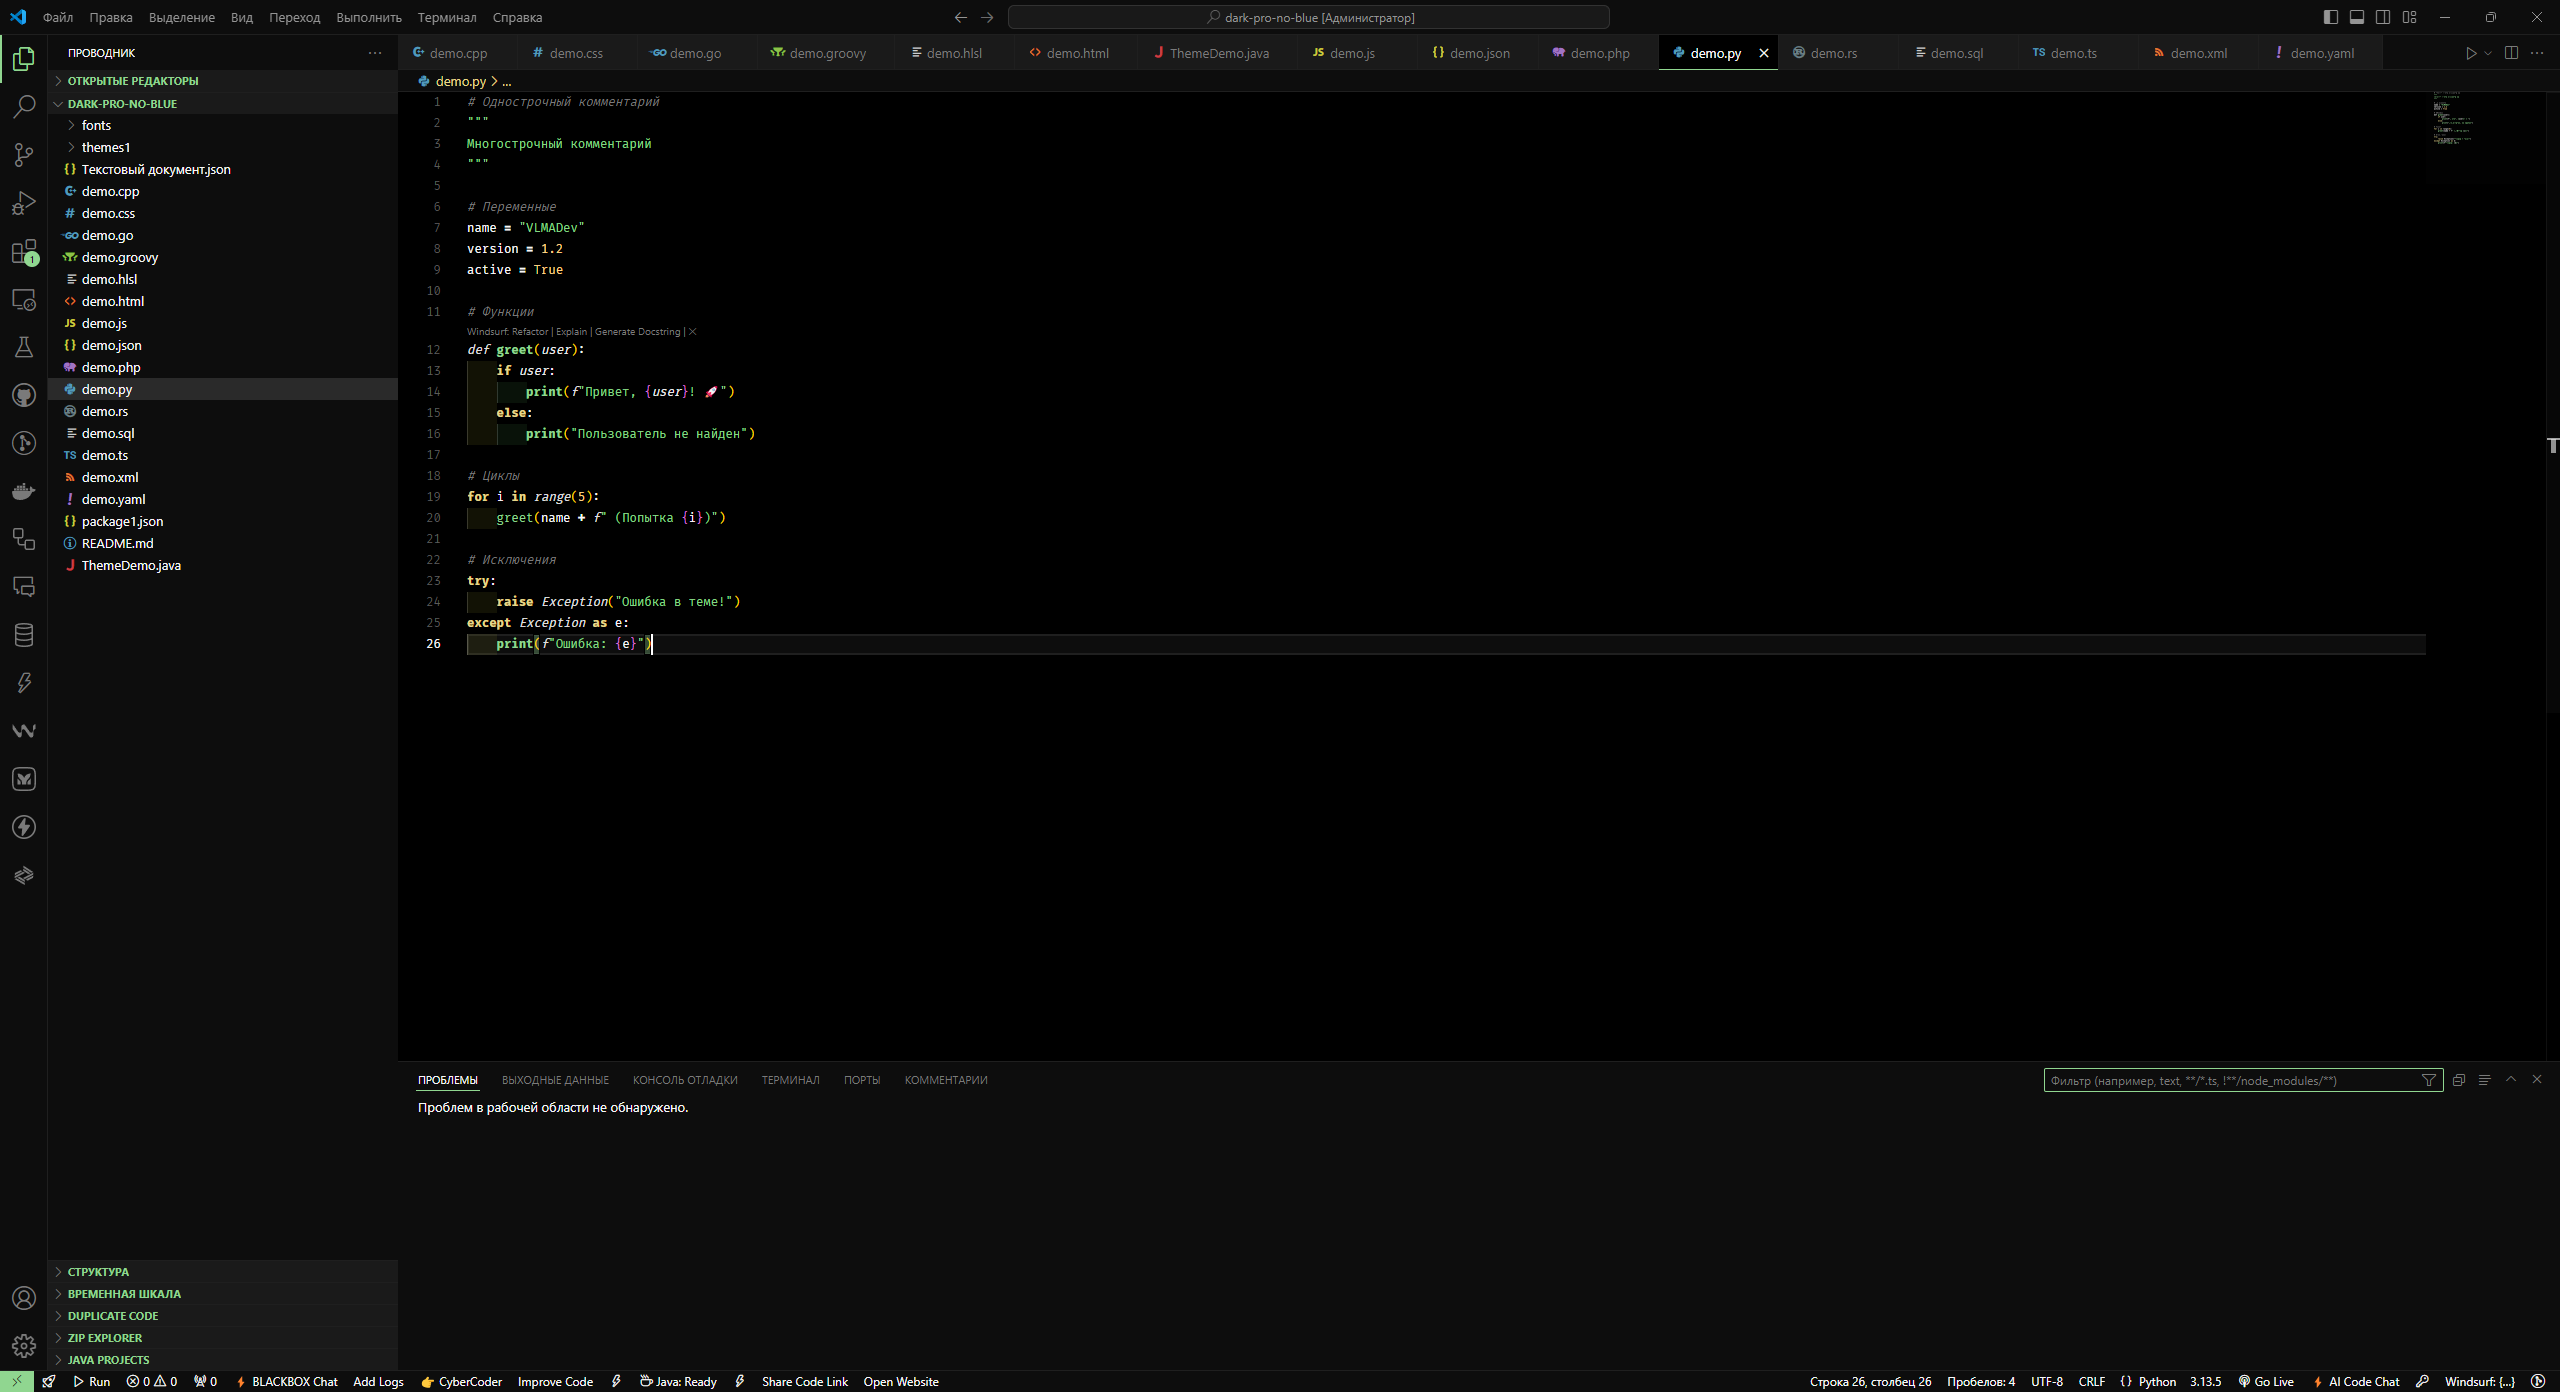 Файл Правка Выделение Вид Переход Выполнить Терминал Справка
dark-pro-no-blue [Администратор]
ПРОВОДНИК
ОТКРЫТЫЕ РЕДАКТОРЫ
DARK-PRO-NO-BLUE
fonts
themes1
{} Текстовый документ.json
demo.cpp
# demo.css
demo.go
demo.groovy
demo.hlsl
<> demo.html
JS demo.js
{} demo.json
demo.php
demo.py
demo.rs
demo.sql
TS demo.ts
demo.xml
! demo.yaml
{} package1.json
README.md
J ThemeDemo.java
СТРУКТУРА
ВРЕМЕННАЯ ШКАЛА
DUPLICATE CODE
ZIP EXPLORER
JAVA PROJECTS
1
demo.cpp # demo.css demo.go demo.groovy demo.hlsl <> demo.html J ThemeDemo.java JS demo.js {} demo.json demo.php demo.py demo.rs demo.sql TS demo.ts demo.xml ! demo.yaml
demo.py > ...
1 # Однострочный комментарий
2 """
3 Многострочный комментарий
4 """
5
6 # Переменные
7 name = "VLMADev"
8 version = 1.2
9 active = True
10
11 # Функции
Windsurf: Refactor | Explain | Generate Docstring | ×
12 def greet(user):
13 if user:
14 print(f"Привет, {user}! 🚀")
15 else:
16 print("Пользователь не найден")
17
18 # Циклы
19 for i in range(5):
20 greet(name + f" (Попытка {i})")
21
22 # Исключения
23 try:
24 raise Exception("Ошибка в теме!")
25 except Exception as e:
26 print(f"Ошибка: {e}")
ПРОБЛЕМЫ ВЫХОДНЫЕ ДАННЫЕ КОНСОЛЬ ОТЛАДКИ ТЕРМИНАЛ ПОРТЫ КОММЕНТАРИИ
Фильтр (например, text, **/*.ts, !**/node_modules/**)
Проблем в рабочей области не обнаружено.
Run 0 0 0 BLACKBOX Chat Add Logs 👉 CyberCoder Improve Code Java: Ready Share Code Link Open Website
Строка 26, столбец 26 Пробелов: 4 UTF-8 CRLF {} Python 3.13.5 Go Live AI Code Chat Windsurf: {...}